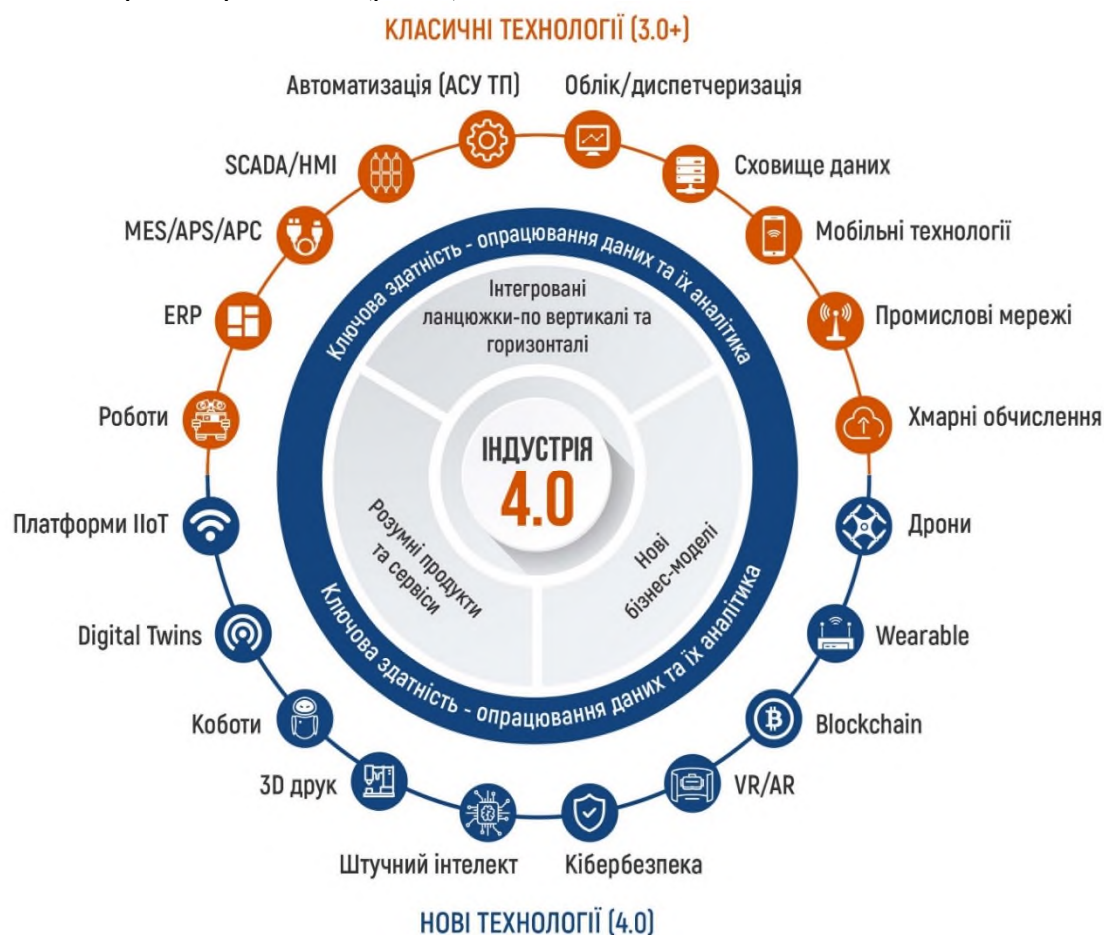 КЛАСИЧНІ ТЕХНОЛОГІЇ (3.0+)
Автоматизація (АСУ ТП)
Облік/диспетчеризація
SCADA/HMI
Сховище даних
MES/APS/APC
Мобільні технології
ERP
Промислові мережі
Роботи
Хмарні обчислення
Ключова здатність - опрацювання даних та їх аналітика
Інтегровані
ланцюжки-по вертикалі та
горизонталі
ІНДУСТРІЯ
4.0
Розумні продукти
та сервіси
Нові
бізнес-моделі
Ключова здатність - опрацювання даних та їх аналітика
Платформи IIoT
Дрони
Digital Twins
Wearable
Коботи
Blockchain
3D друк
VR/AR
Штучний інтелект
Кібербезпека
НОВІ ТЕХНОЛОГІЇ (4.0)